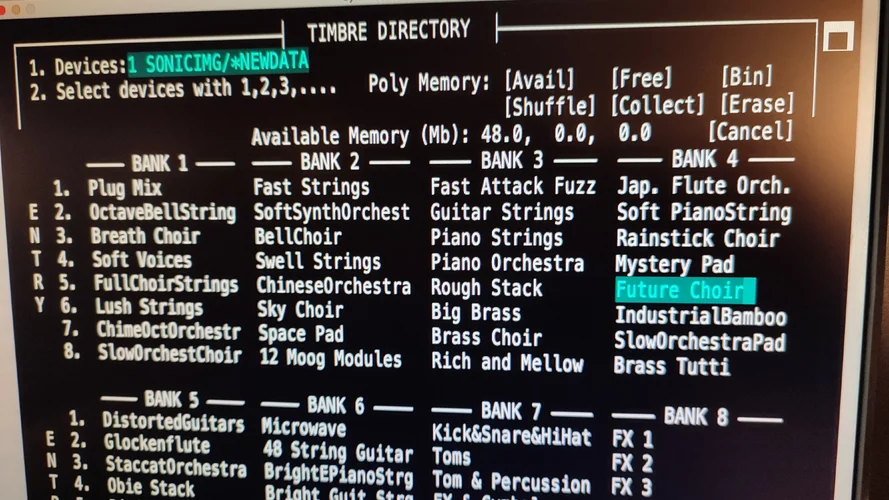 TIMBRE DIRECTORY
1. Devices:1 SONICIMG/*NEWDATA
2. Select devices with 1,2,3,.... Poly Memory: [Avail] [Free] [Bin]
[Shuffle] [Collect] [Erase]
Available Memory (Mb): 48.0, 0.0, 0.0 [Cancel]
BANK 1 BANK 2 BANK 3 BANK 4
1. Plug Mix Fast Strings Fast Attack Fuzz Jap. Flute Orch.
E 2. OctaveBellString SoftSynthOrchest Guitar Strings Soft PianoString
N 3. Breath Choir BellChoir Piano Strings Rainstick Choir
T 4. Soft Voices Swell Strings Piano Orchestra Mystery Pad
R 5. FullChoirStrings ChineseOrchestra Rough Stack Future Choir
Y 6. Lush Strings Sky Choir Big Brass IndustrialBamboo
7. ChimeOctOrchestr Space Pad Brass Choir SlowOrchestraPad
8. SlowOrchestChoir 12 Moog Modules Rich and Mellow Brass Tutti
BANK 5 BANK 6 BANK 7 BANK 8
1. DistortedGuitars Microwave Kick&Snare&HiHat FX 1
E 2. Glockenflute 48 String Guitar Toms FX 2
N 3. StaccatOrchestra BrightEPianoStrg Tom & Percussion FX 3
T 4. Obie Stack Bright Guit Strg